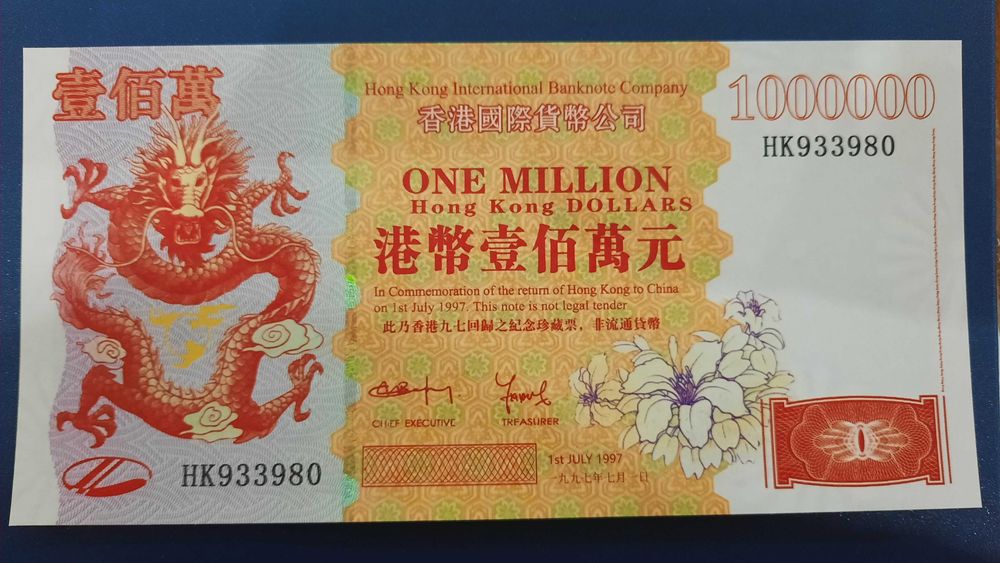 壹佰萬
Hong Kong International Banknote Company
香港國際貨幣公司
1000000
HK933980
ONE MILLION
Hong Kong DOLLARS
港幣壹佰萬元
In Commemoration of the return of Hong Kong to China
on 1st July 1997. This note is not legal tender
此乃香港九七回歸之紀念珍藏票，非流通貨幣
CHIEF EXECUTIVE
TREASURER
HK933980
1st JULY 1997
一九九七年七月一日